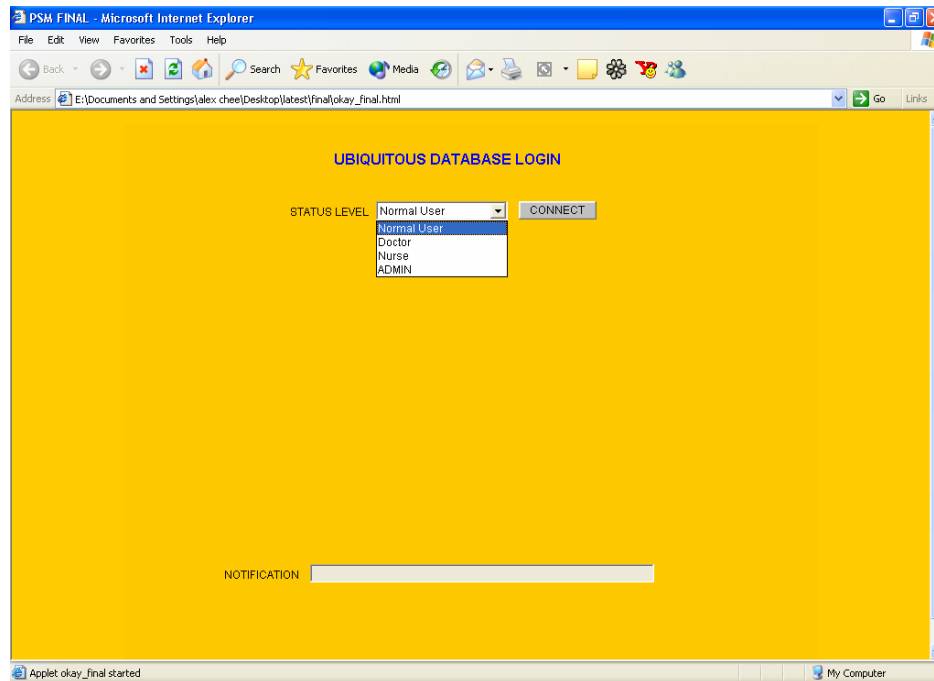 PSM FINAL - Microsoft Internet Explorer
File Edit View Favorites Tools Help
Back Search Favorites Media
Address E:\Documents and Settings\alex chee\Desktop\latest\final\okay_final.html Go Links
UBIQUITOUS DATABASE LOGIN
STATUS LEVEL Normal User CONNECT
Normal User
Doctor
Nurse
ADMIN
NOTIFICATION
Applet okay_final started My Computer